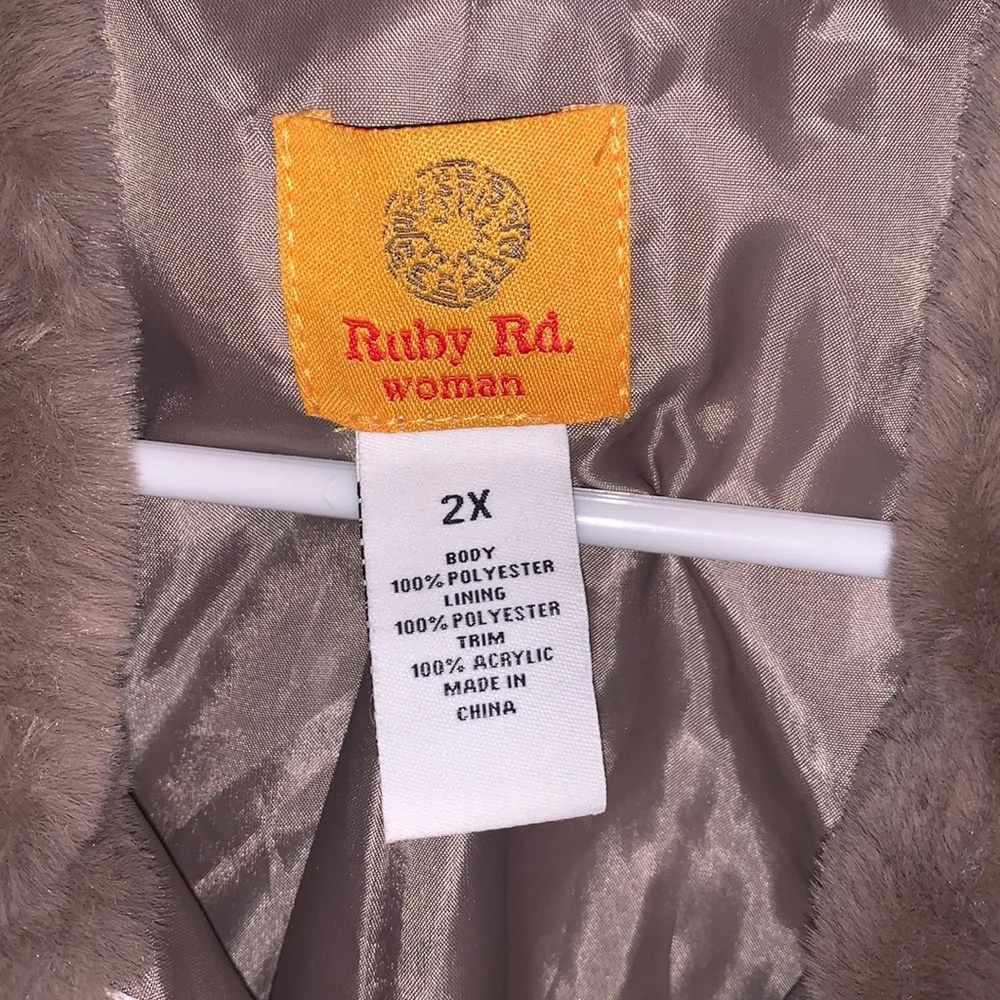 Ruby Rd.
woman
2X
BODY
100% POLYESTER
LINING
100% POLYESTER
TRIM
100% ACRYLIC
MADE IN
CHINA